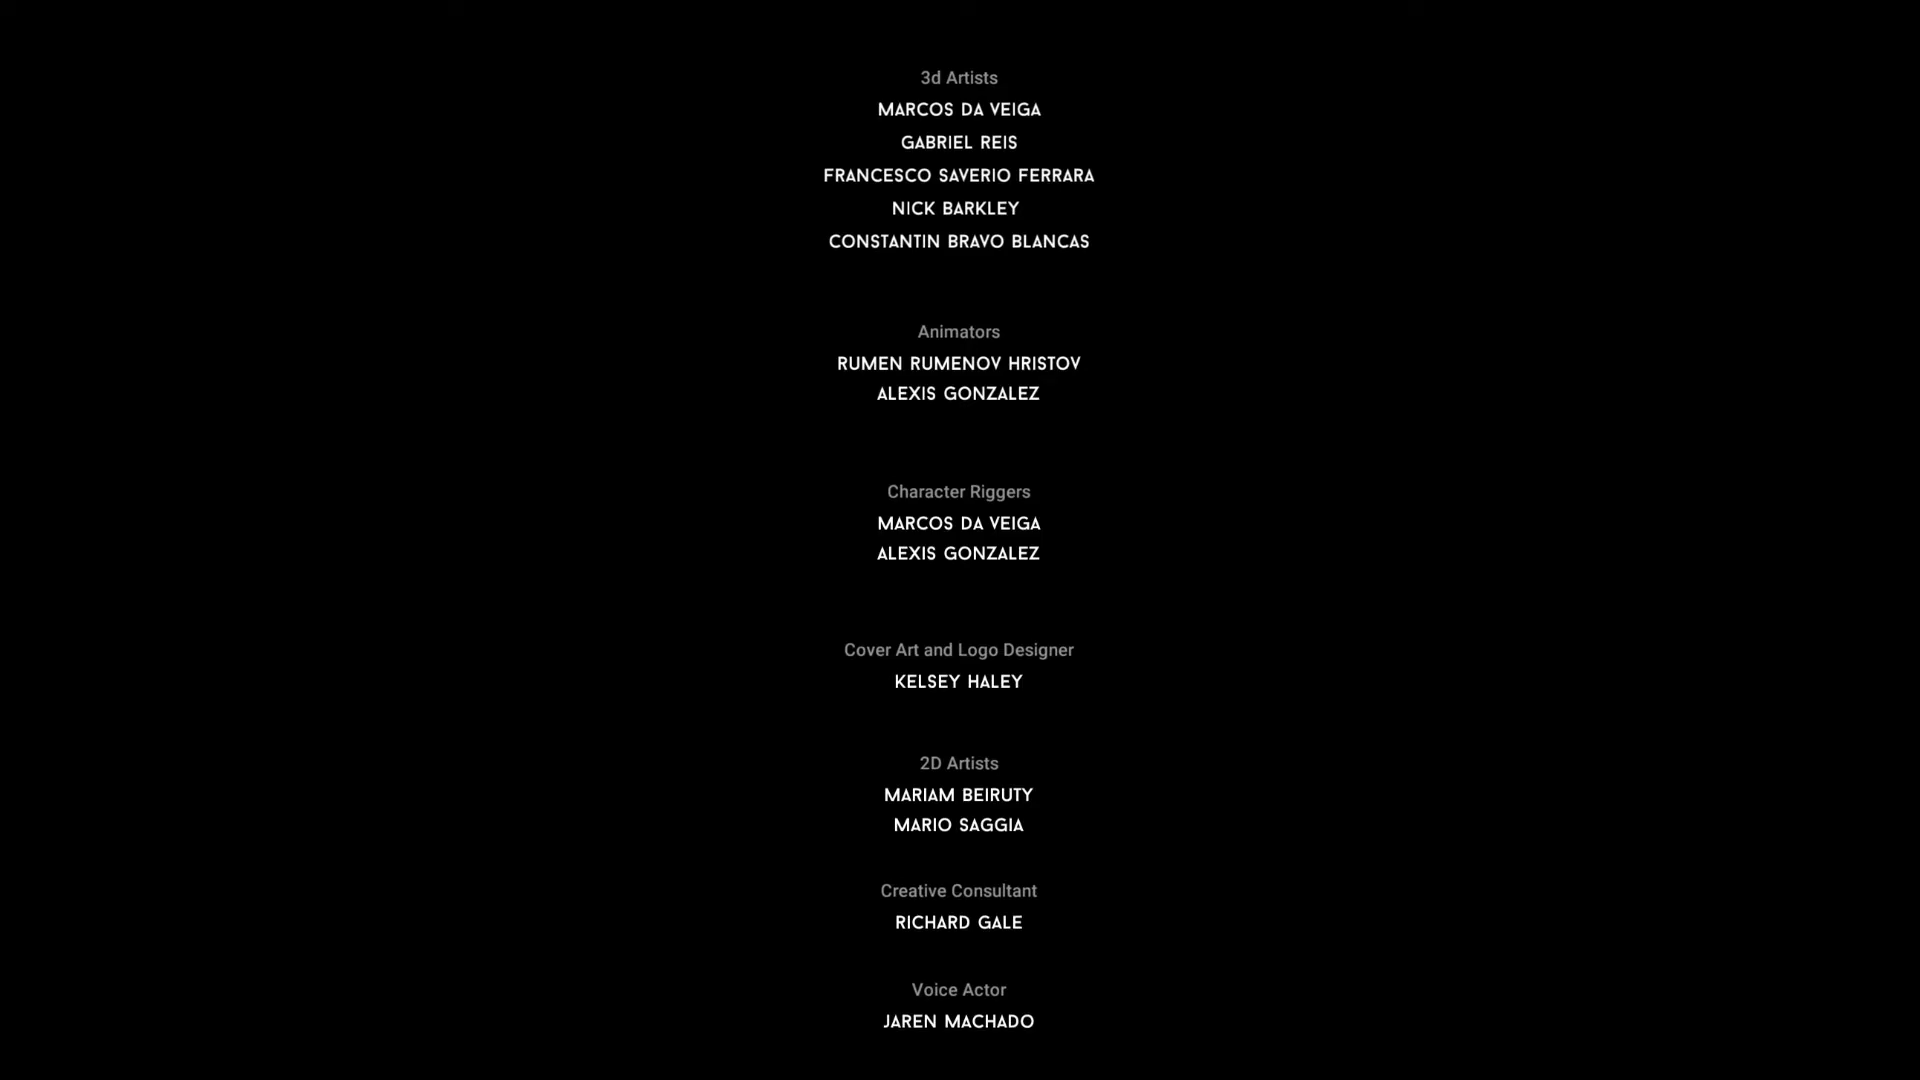 3d Artists
MARCOS DA VEIGA
GABRIEL REIS
FRANCESCO SAVERIO FERRARA
NICK BARKLEY
CONSTANTIN BRAVO BLANCAS
Animators
RUMEN RUMENOV HRISTOV
ALEXIS GONZALEZ
Character Riggers
MARCOS DA VEIGA
ALEXIS GONZALEZ
Cover Art and Logo Designer
KELSEY HALEY
2D Artists
MARIAM BEIRUTY
MARIO SAGGIA
Creative Consultant
RICHARD GALE
Voice Actor
JAREN MACHADO